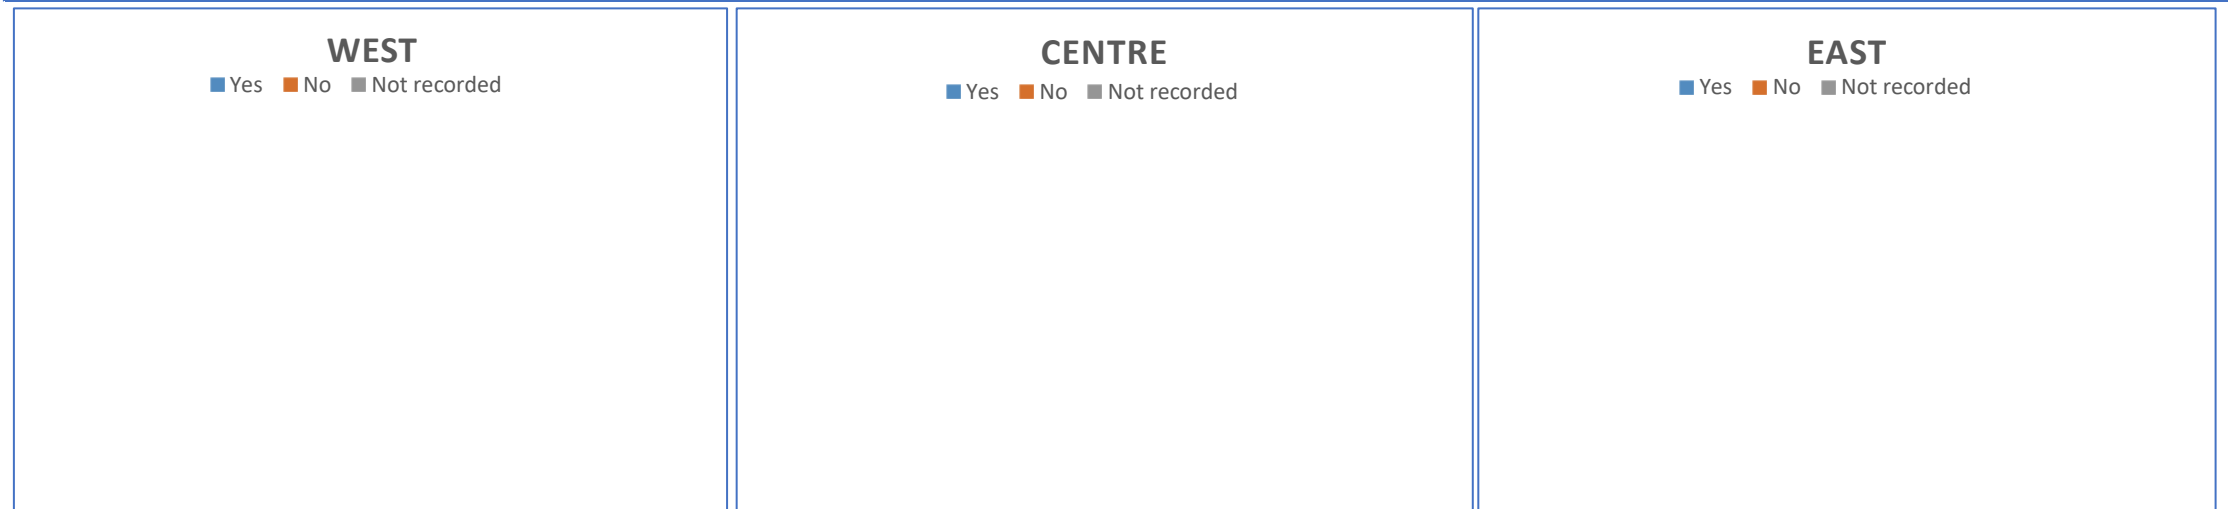 WEST
Yes No Not recorded
CENTRE
Yes No Not recorded
EAST
Yes No Not recorded